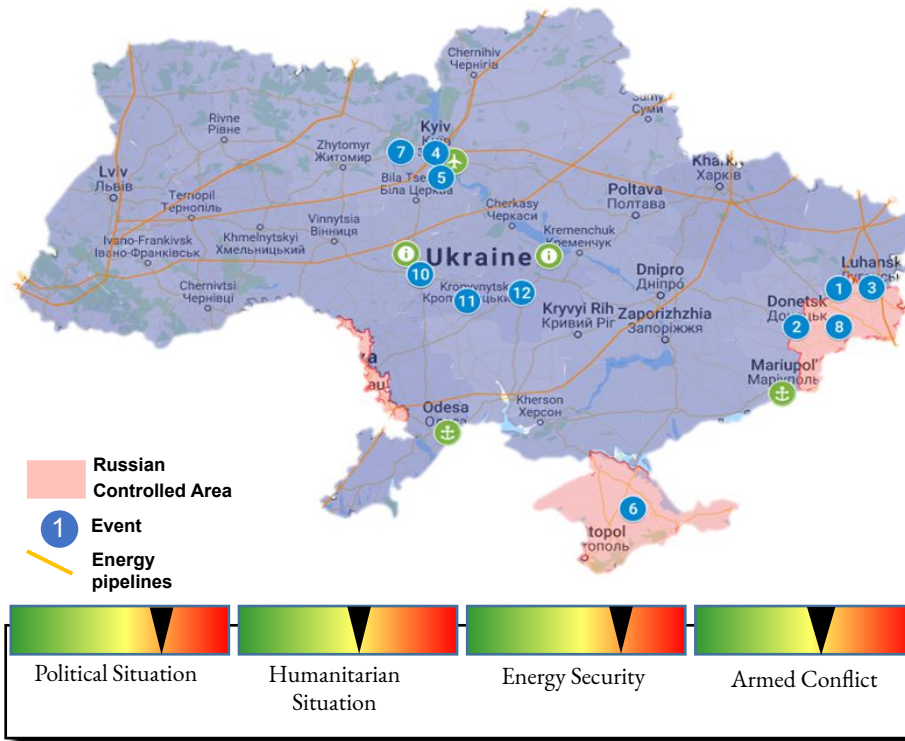 Chernihiv
Чернігів
Суми
Rivne
Рівне
Kyiv
Zhytomyr
Житомир
7
4
5
Bila
Біла Церква
Lviv
Львів
Kharkiv
Харків
Poltava
Полтава
Ternopil
Тернопіль
Cherkasy
Черкаси
Vinnytsia
Вінниця
Khmelnytskyi
Хмельницький
Kremenchuk
Кременчук
Ivano-Frankivsk
Івано-Франківськ
Ukraine
10
Dnipro
Дніпро
Luhansk
1
3
Chernivtsi
Чернівці
11
12
Kryvyi Rih
Кривий Ріг
Zaporizhzhia
Запоріжжя
Donetsk
2
8
Mariupol'
Маріуполь
Odesa
Kherson
Херсон
6
topol
тополь
Russian
Controlled Area
1 Event
Energy
pipelines
Political Situation
Humanitarian
Situation
Energy Security
Armed Conflict